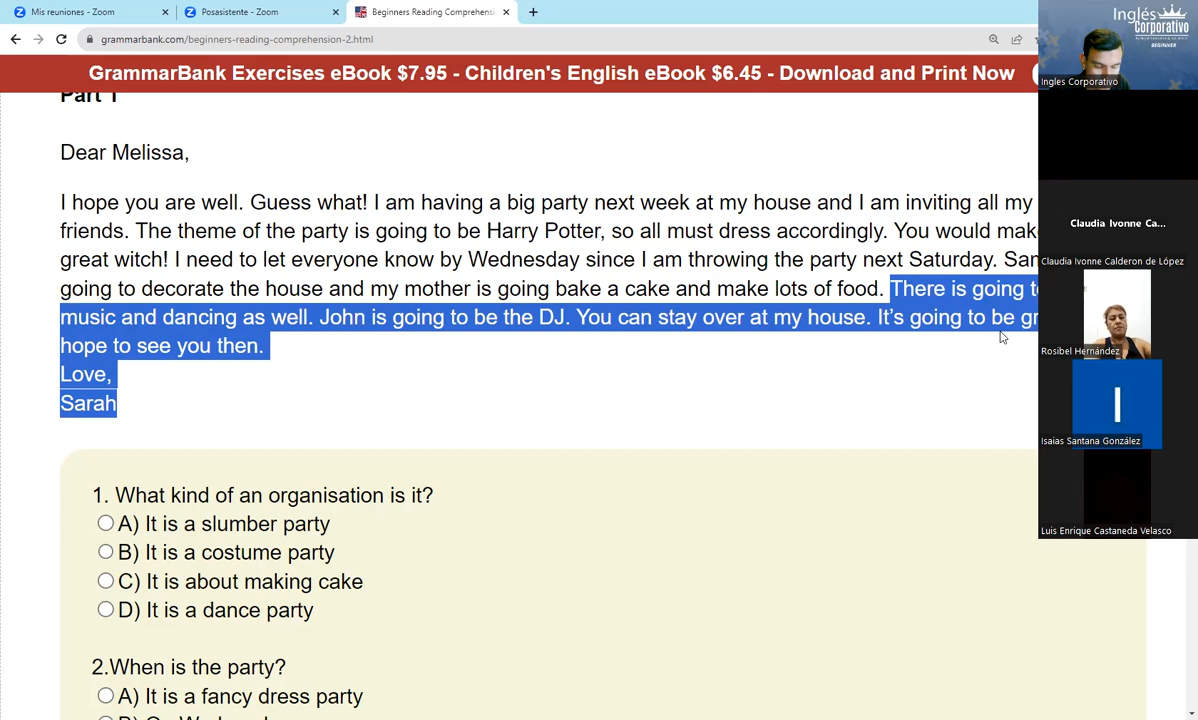 Mis reuniones - Zoom
Posasistente - Zoom
Beginners Reading Comprehensi
grammarbank.com/beginners-reading-comprehension-2.html
GrammarBank Exercises eBook $7.95 - Children's English eBook $6.45 - Download and Print Now
Part 1
Dear Melissa,
I hope you are well. Guess what! I am having a big party next week at my house and I am inviting all my
friends. The theme of the party is going to be Harry Potter, so all must dress accordingly. You would mak
great witch! I need to let everyone know by Wednesday since I am throwing the party next Saturday. Sam
going to decorate the house and my mother is going bake a cake and make lots of food. There is going t
music and dancing as well. John is going to be the DJ. You can stay over at my house. It's going to be gr
hope to see you then.
Love,
Sarah
1. What kind of an organisation is it?
A) It is a slumber party
B) It is a costume party
C) It is about making cake
D) It is a dance party
2.When is the party?
A) It is a fancy dress party
Inglés
Corporativo
BEGINNER
Ingles Corporativo
Claudia Ivonne Ca...
Claudia Ivonne Calderon de López
Rosibel Hernández
I
Isaias Santana González
Luis Enrique Castaneda Velasco